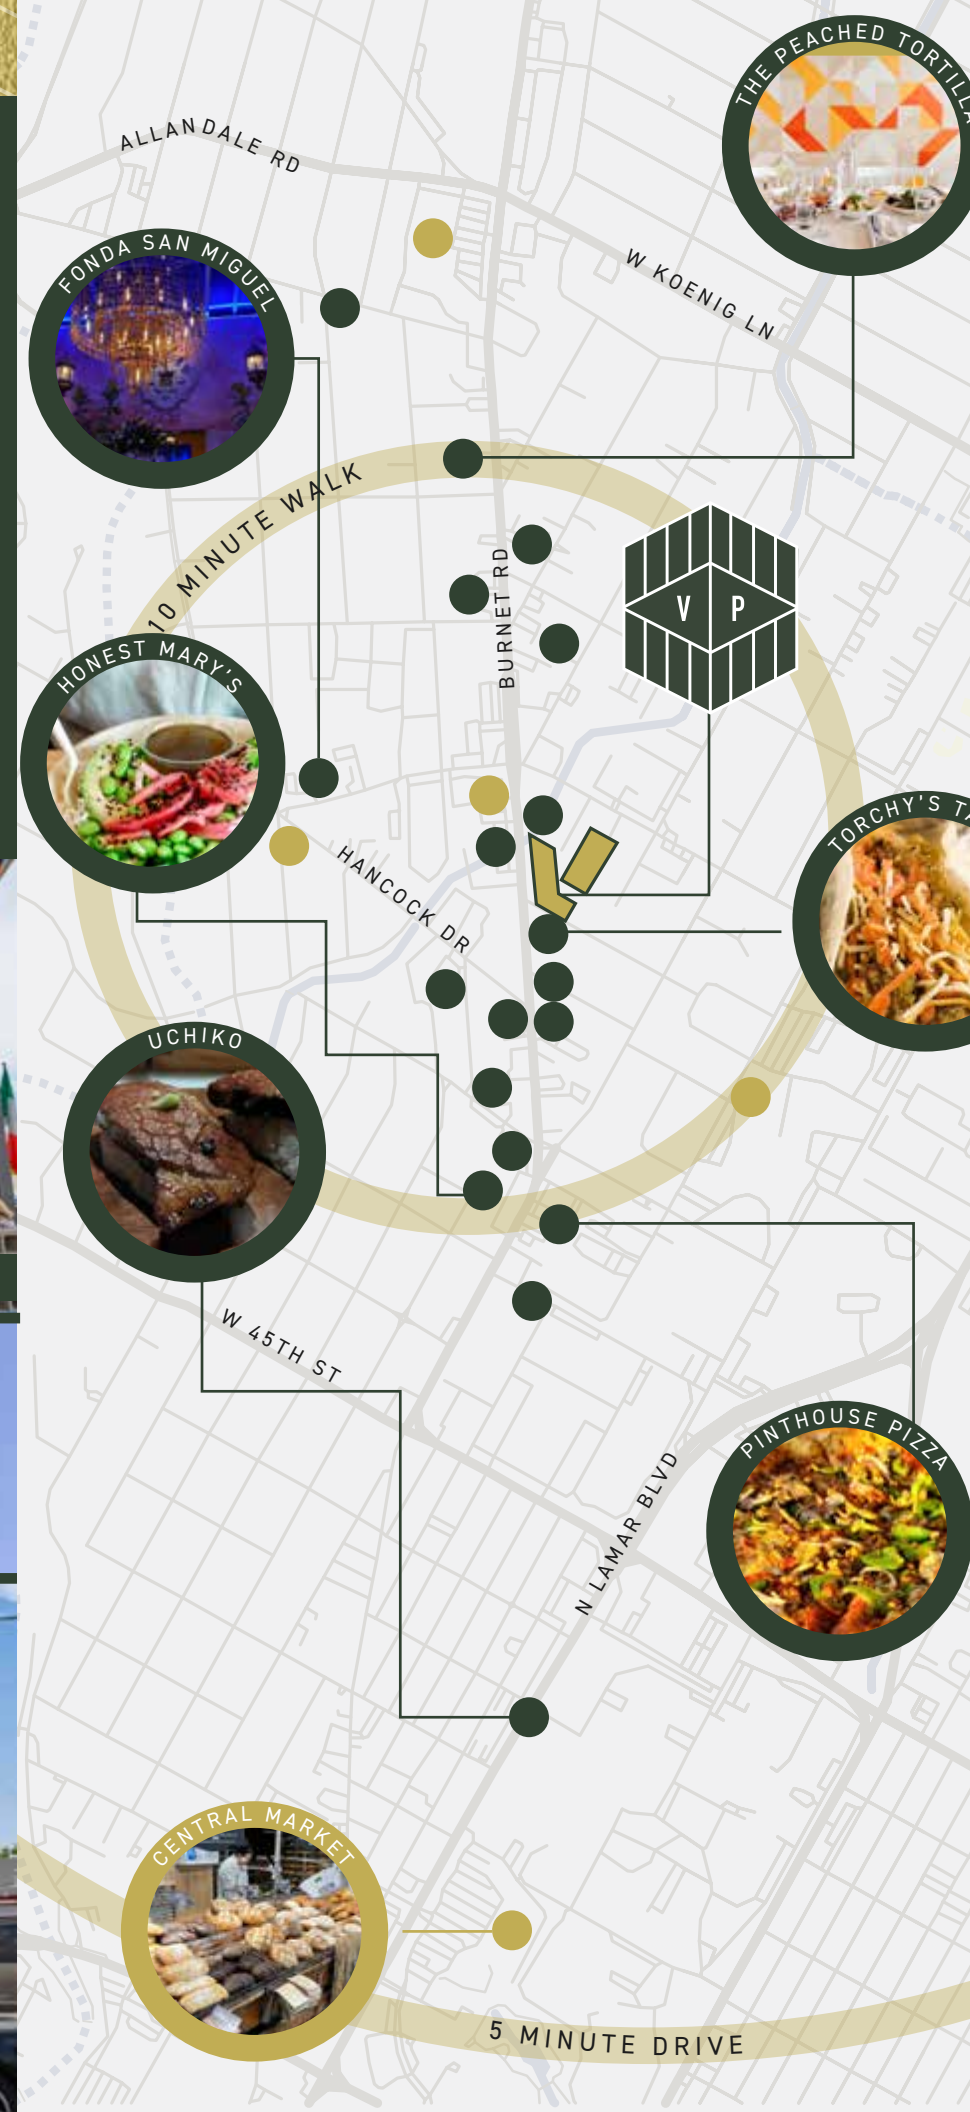 THE PEACHED TORTILLA
ALLANDALE RD
FONDA SAN MIGUEL
W KOENIG LN
10 MINUTE WALK
BURNET RD
V P
HONEST MARY'S
TORCHY'S TA
HANCOCK DR
UCHIKO
W 45TH ST
PINTHOUSE PIZZA
N LAMAR BLVD
CENTRAL MARKET
5 MINUTE DRIVE